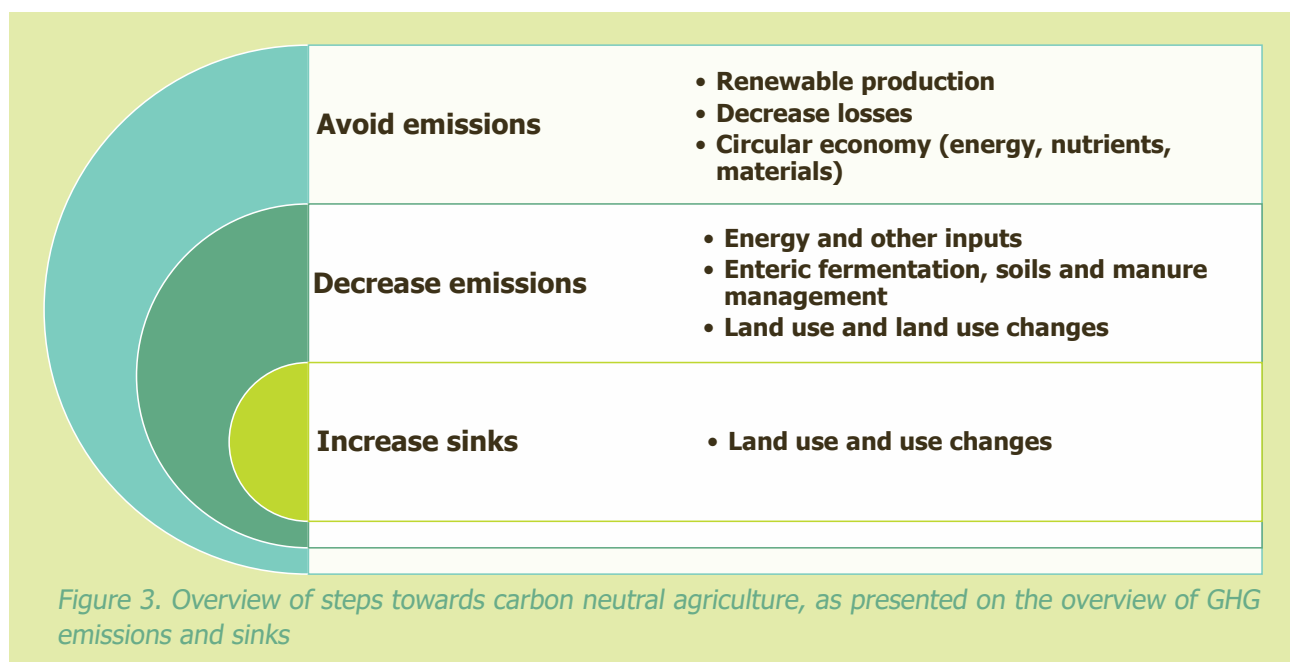 Avoid emissions
• Renewable production
• Decrease losses
• Circular economy (energy, nutrients,
materials)
Decrease emissions
• Energy and other inputs
• Enteric fermentation, soils and manure
management
• Land use and land use changes
Increase sinks
• Land use and use changes
Figure 3. Overview of steps towards carbon neutral agriculture, as presented on the overview of GHG
emissions and sinks